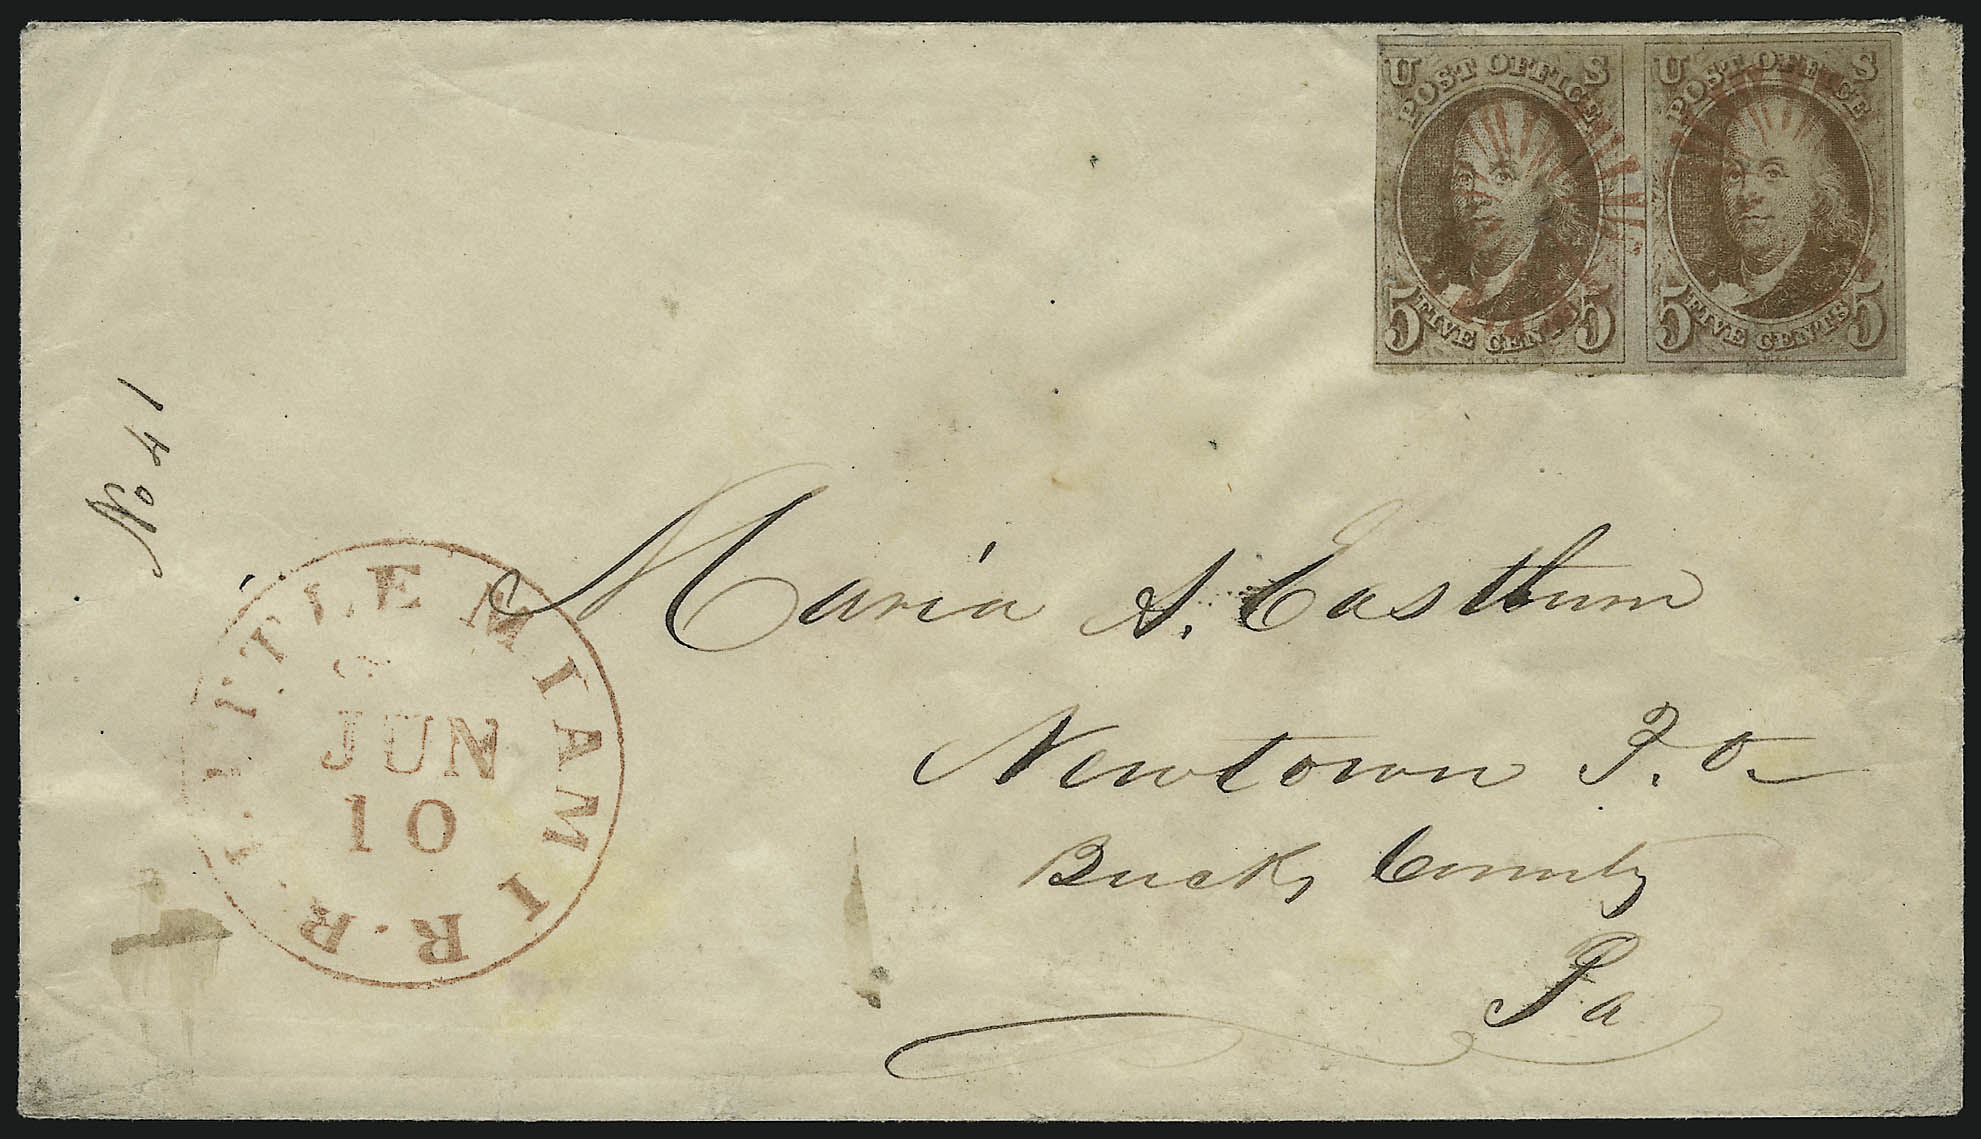 U S
POST OFFICE
5 FIVE CENTS 5
U S
POST OFFICE
5 FIVE CENTS 5
No 41
LITTLE MIAMI R.R.
JUN
10
Maria S. Eastburn
Newtown P. O.
Bucks County
Pa